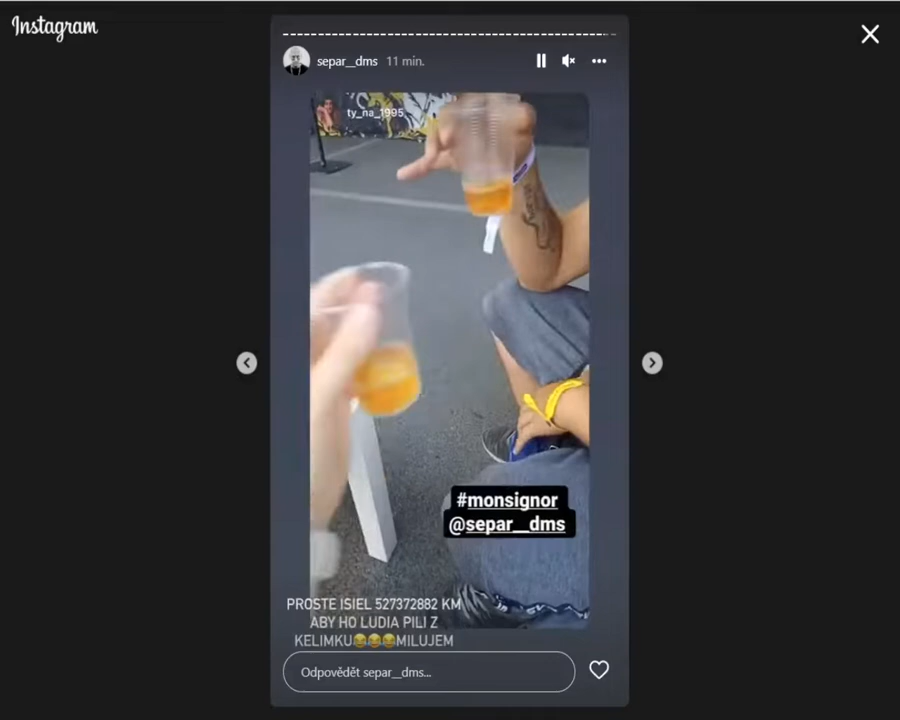 Instagram
separ__dms 11 min.
ty_na_1995
#monsignor
@separ__dms
PROSTE ISIEL 527372882 KM
ABY HO LUDIA PILI Z
KELIMKU😂😂😂MILUJEM
Odpovědět separ__dms...